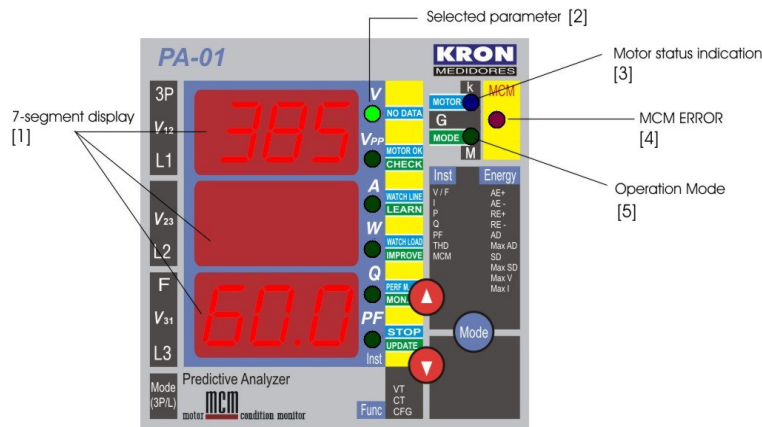 Selected parameter [2]
PA-01
KRON
MEDIDORES
Motor status indication
[3]
7-segment display
[1]
3P
V12
L1
385
V
NO DATA
VPP
MOTOR OK
CHECK
k
MOTOR
G
MODE
M
MCM
MCM ERROR
[4]
Operation Mode
[5]
V23
L2
A
WATCH LINE
LEARN
W
WATCH LOAD
IMPROVE
Inst
V / F
I
P
Q
PF
THD
MCM
Energy
AE+
AE -
RE+
RE -
AD
Max AD
SD
Max SD
Max V
Max I
F
V31
L3
60.0
Q
PERF M.
MON.
PF
STOP
UPDATE
Inst
Mode
Mode
(3P/L)
Predictive Analyzer
motor mcm condition monitor
Func
VT
CT
CFG